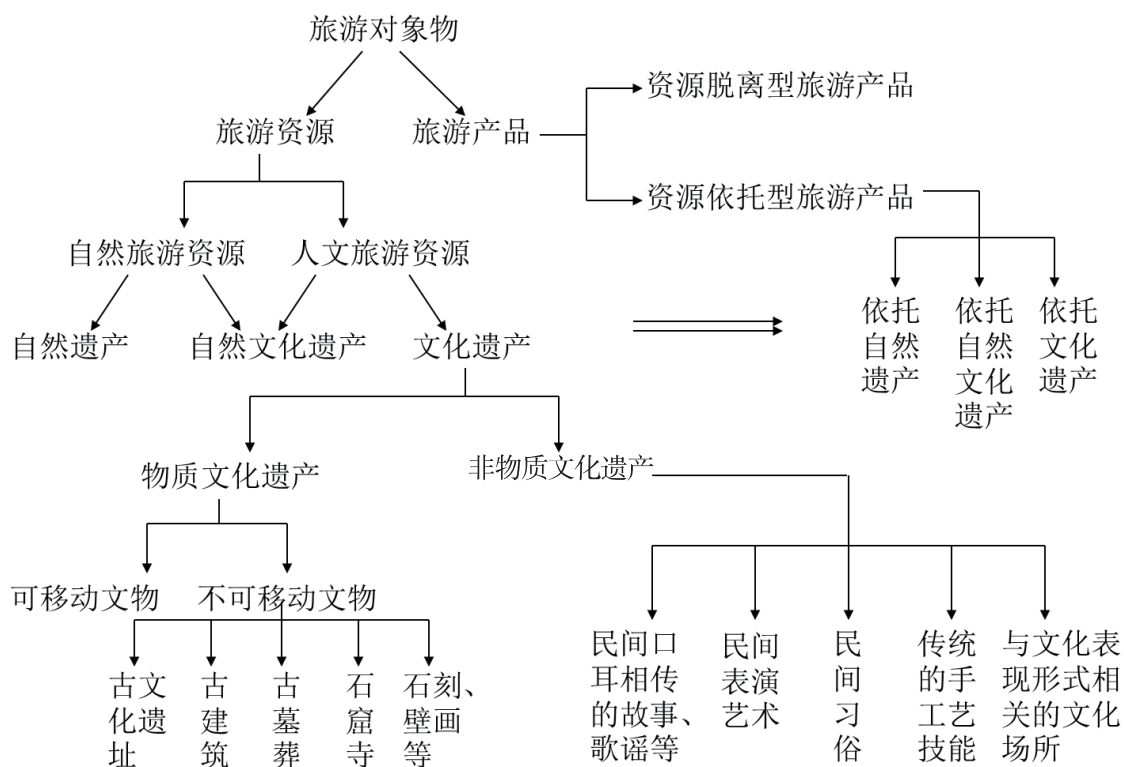 旅游对象物
旅游资源
旅游产品
资源脱离型旅游产品
资源依托型旅游产品
自然旅游资源
人文旅游资源
自然遗产
自然文化遗产
文化遗产
依托
自然
遗产
依托
自然
文化
遗产
依托
文化
遗产
物质文化遗产
非物质文化遗产
可移动文物
不可移动文物
古文
化遗
址
古
建
筑
古
墓
葬
石
窟
寺
石刻、
壁画
等
民间口
耳相传
的故事、
歌谣等
民间
表演
艺术
民
间
习
俗
传统
的手
工艺
技能
与文化表
现形式相
关的文化
场所